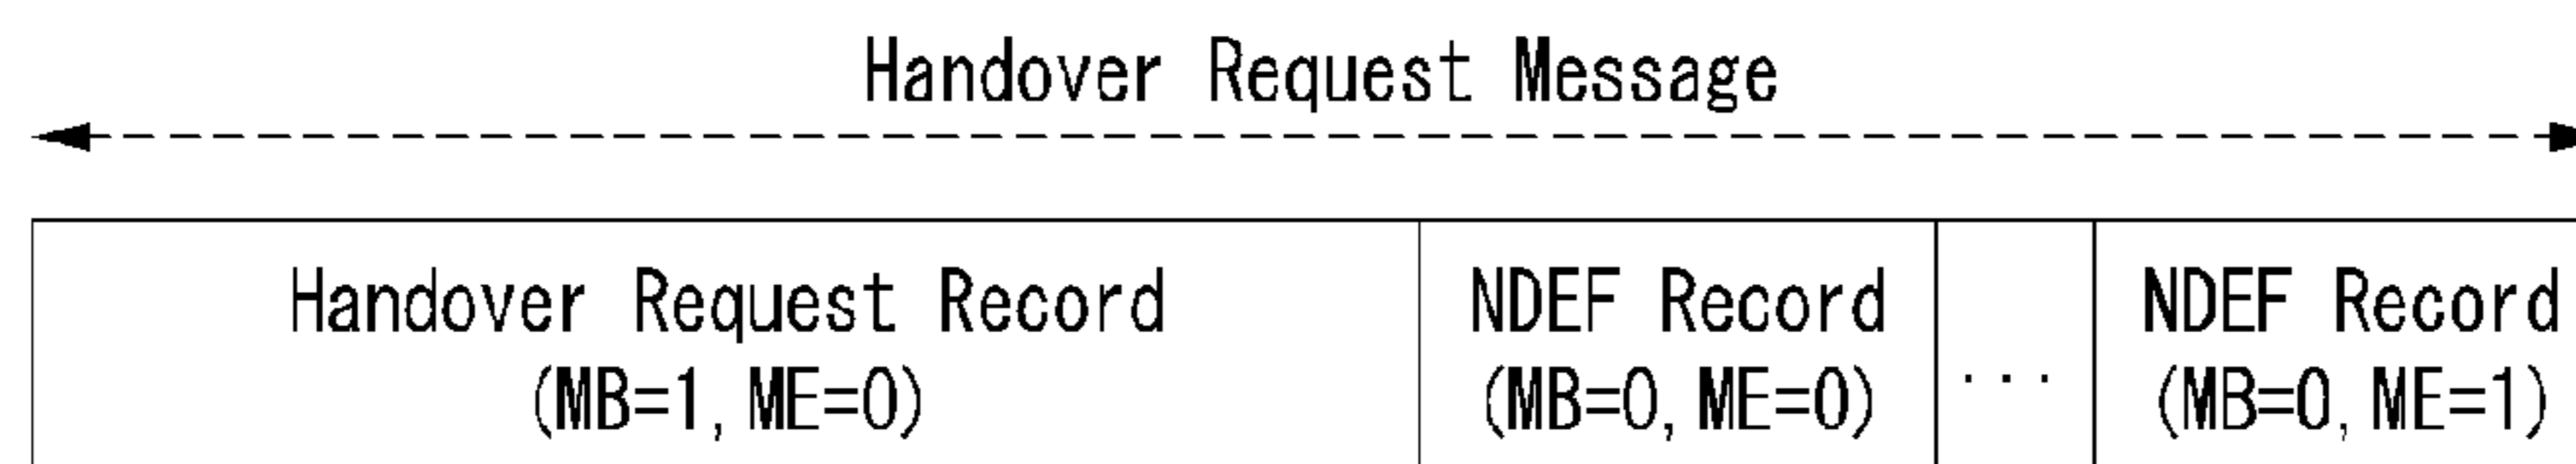 Handover Request Message
Handover Request Record
(MB=1, ME=0)
NDEF Record
(MB=0, ME=0)
...
NDEF Record
(MB=0, ME=1)